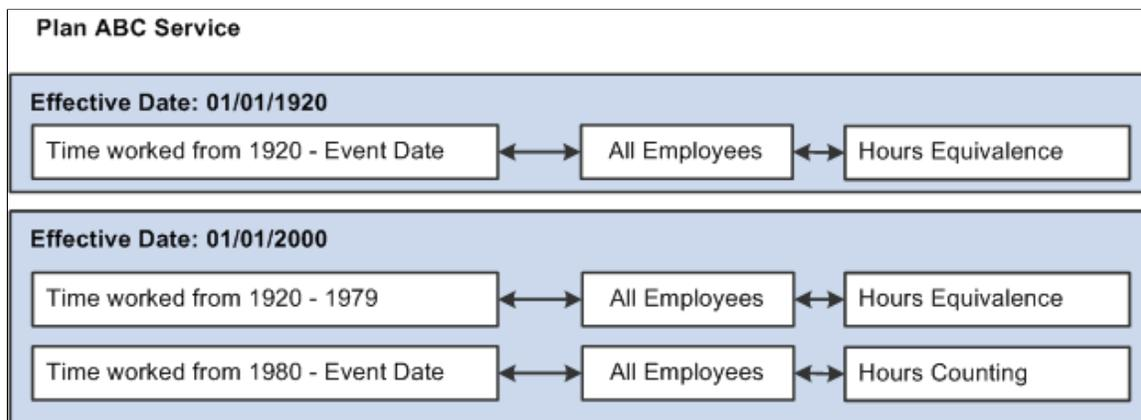 Plan ABC Service
Effective Date: 01/01/1920
Time worked from 1920 - Event Date All Employees Hours Equivalence
Effective Date: 01/01/2000
Time worked from 1920 - 1979 All Employees Hours Equivalence
Time worked from 1980 - Event Date All Employees Hours Counting